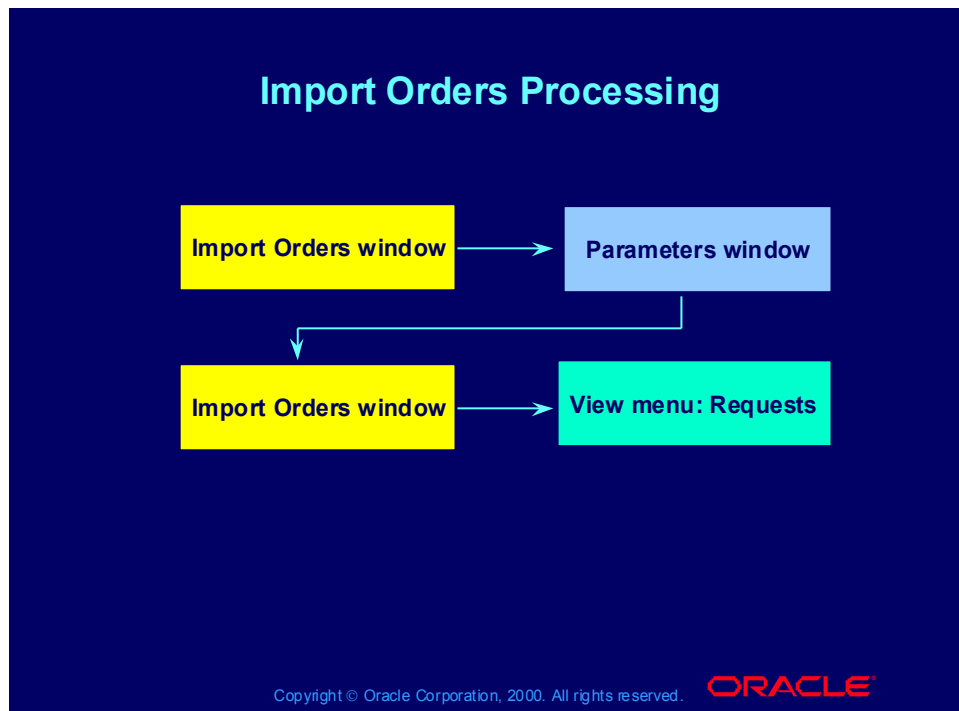 Import Orders Processing
Import Orders window
Parameters window
Import Orders window
View menu: Requests
Copyright © Oracle Corporation, 2000. All rights reserved.
ORACLE®